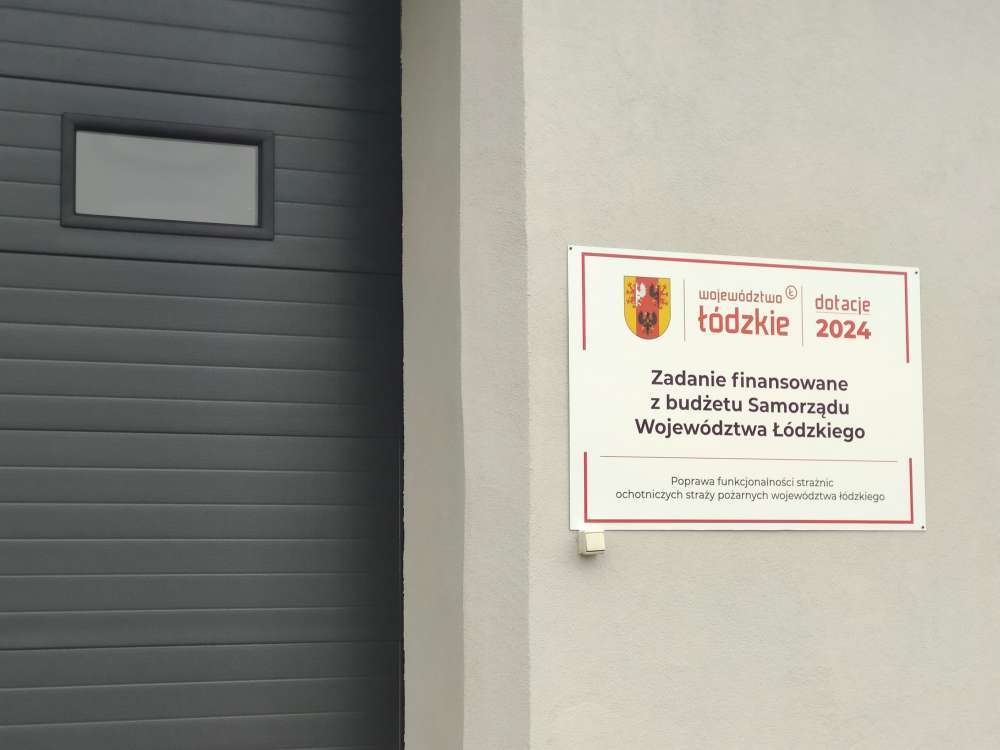 województwo Ł
łódzkie
dotacje
2024
Zadanie finansowane
z budżetu Samorządu
Województwa Łódzkiego
Poprawa funkcjonalności strażnic
ochotniczych straży pożarnych województwa łódzkiego